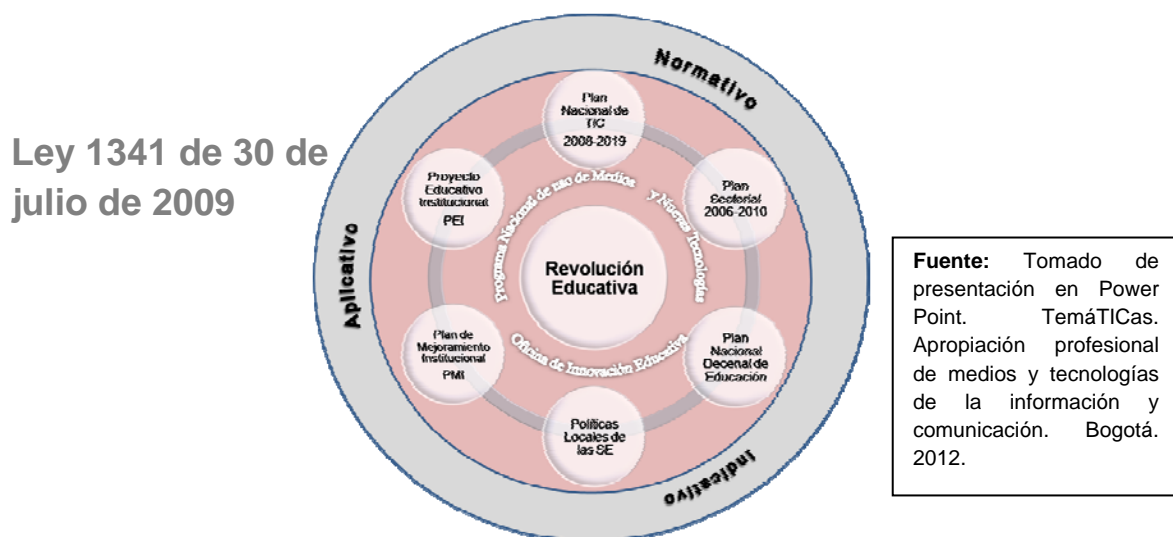 Ley 1341 de 30 de
julio de 2009
Normativo
Aplicativo
Indicativo
Plan
Nacional de
TIC
2008-2019
Plan
Sectorial
2006-2010
Plan
Nacional
Decenal de
Educación
Políticas
Locales de
las SE
Plan de
Mejoramiento
Institucional
PMI
Proyecto
Educativo
Institucional
PEI
Programa Nacional de uso de Medios y Nuevas Tecnologías
Oficina de Innovación Educativa
Revolución
Educativa
Fuente: Tomado de
presentación en Power
Point. TemáTICas.
Apropiación profesional
de medios y tecnologías
de la información y
comunicación. Bogotá.
2012.